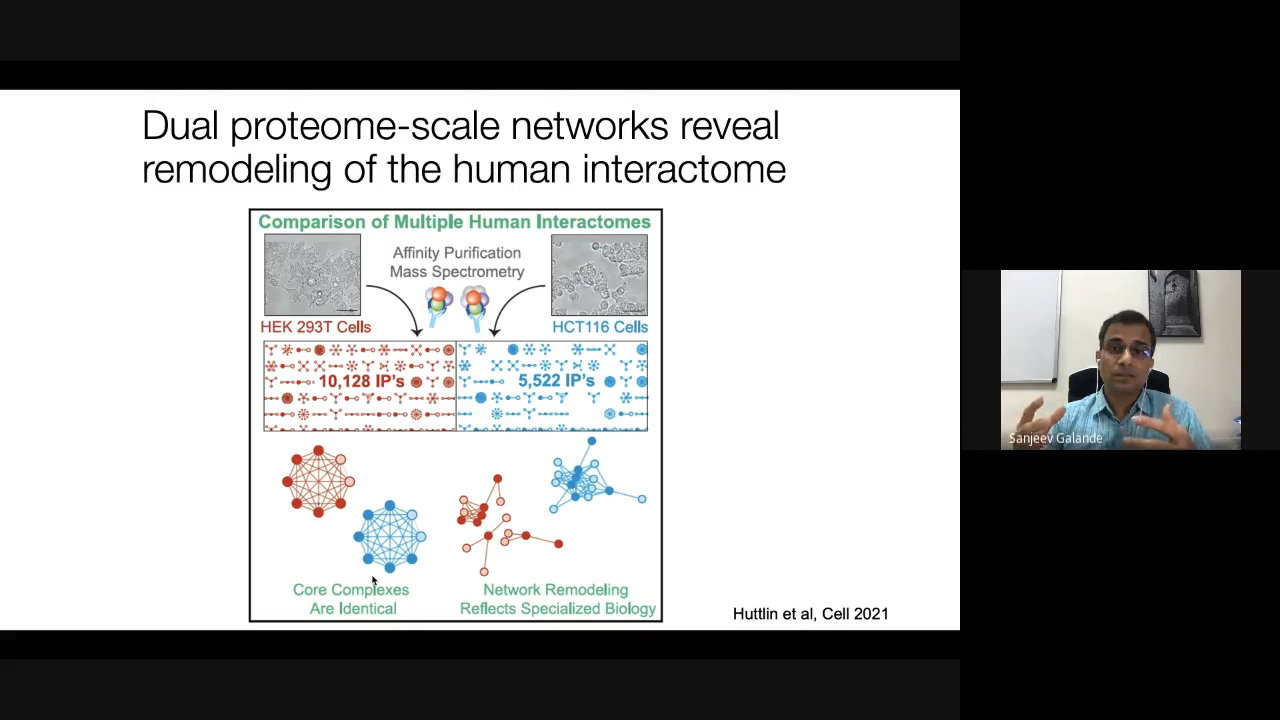 Dual proteome-scale networks reveal
remodeling of the human interactome
Comparison of Multiple Human Interactomes
Affinity Purification
Mass Spectrometry
HEK 293T Cells
HCT116 Cells
10,128 IP's
5,522 IP's
Core Complexes
Are Identical
Network Remodeling
Reflects Specialized Biology
Huttlin et al, Cell 2021
Sanjeev Galande